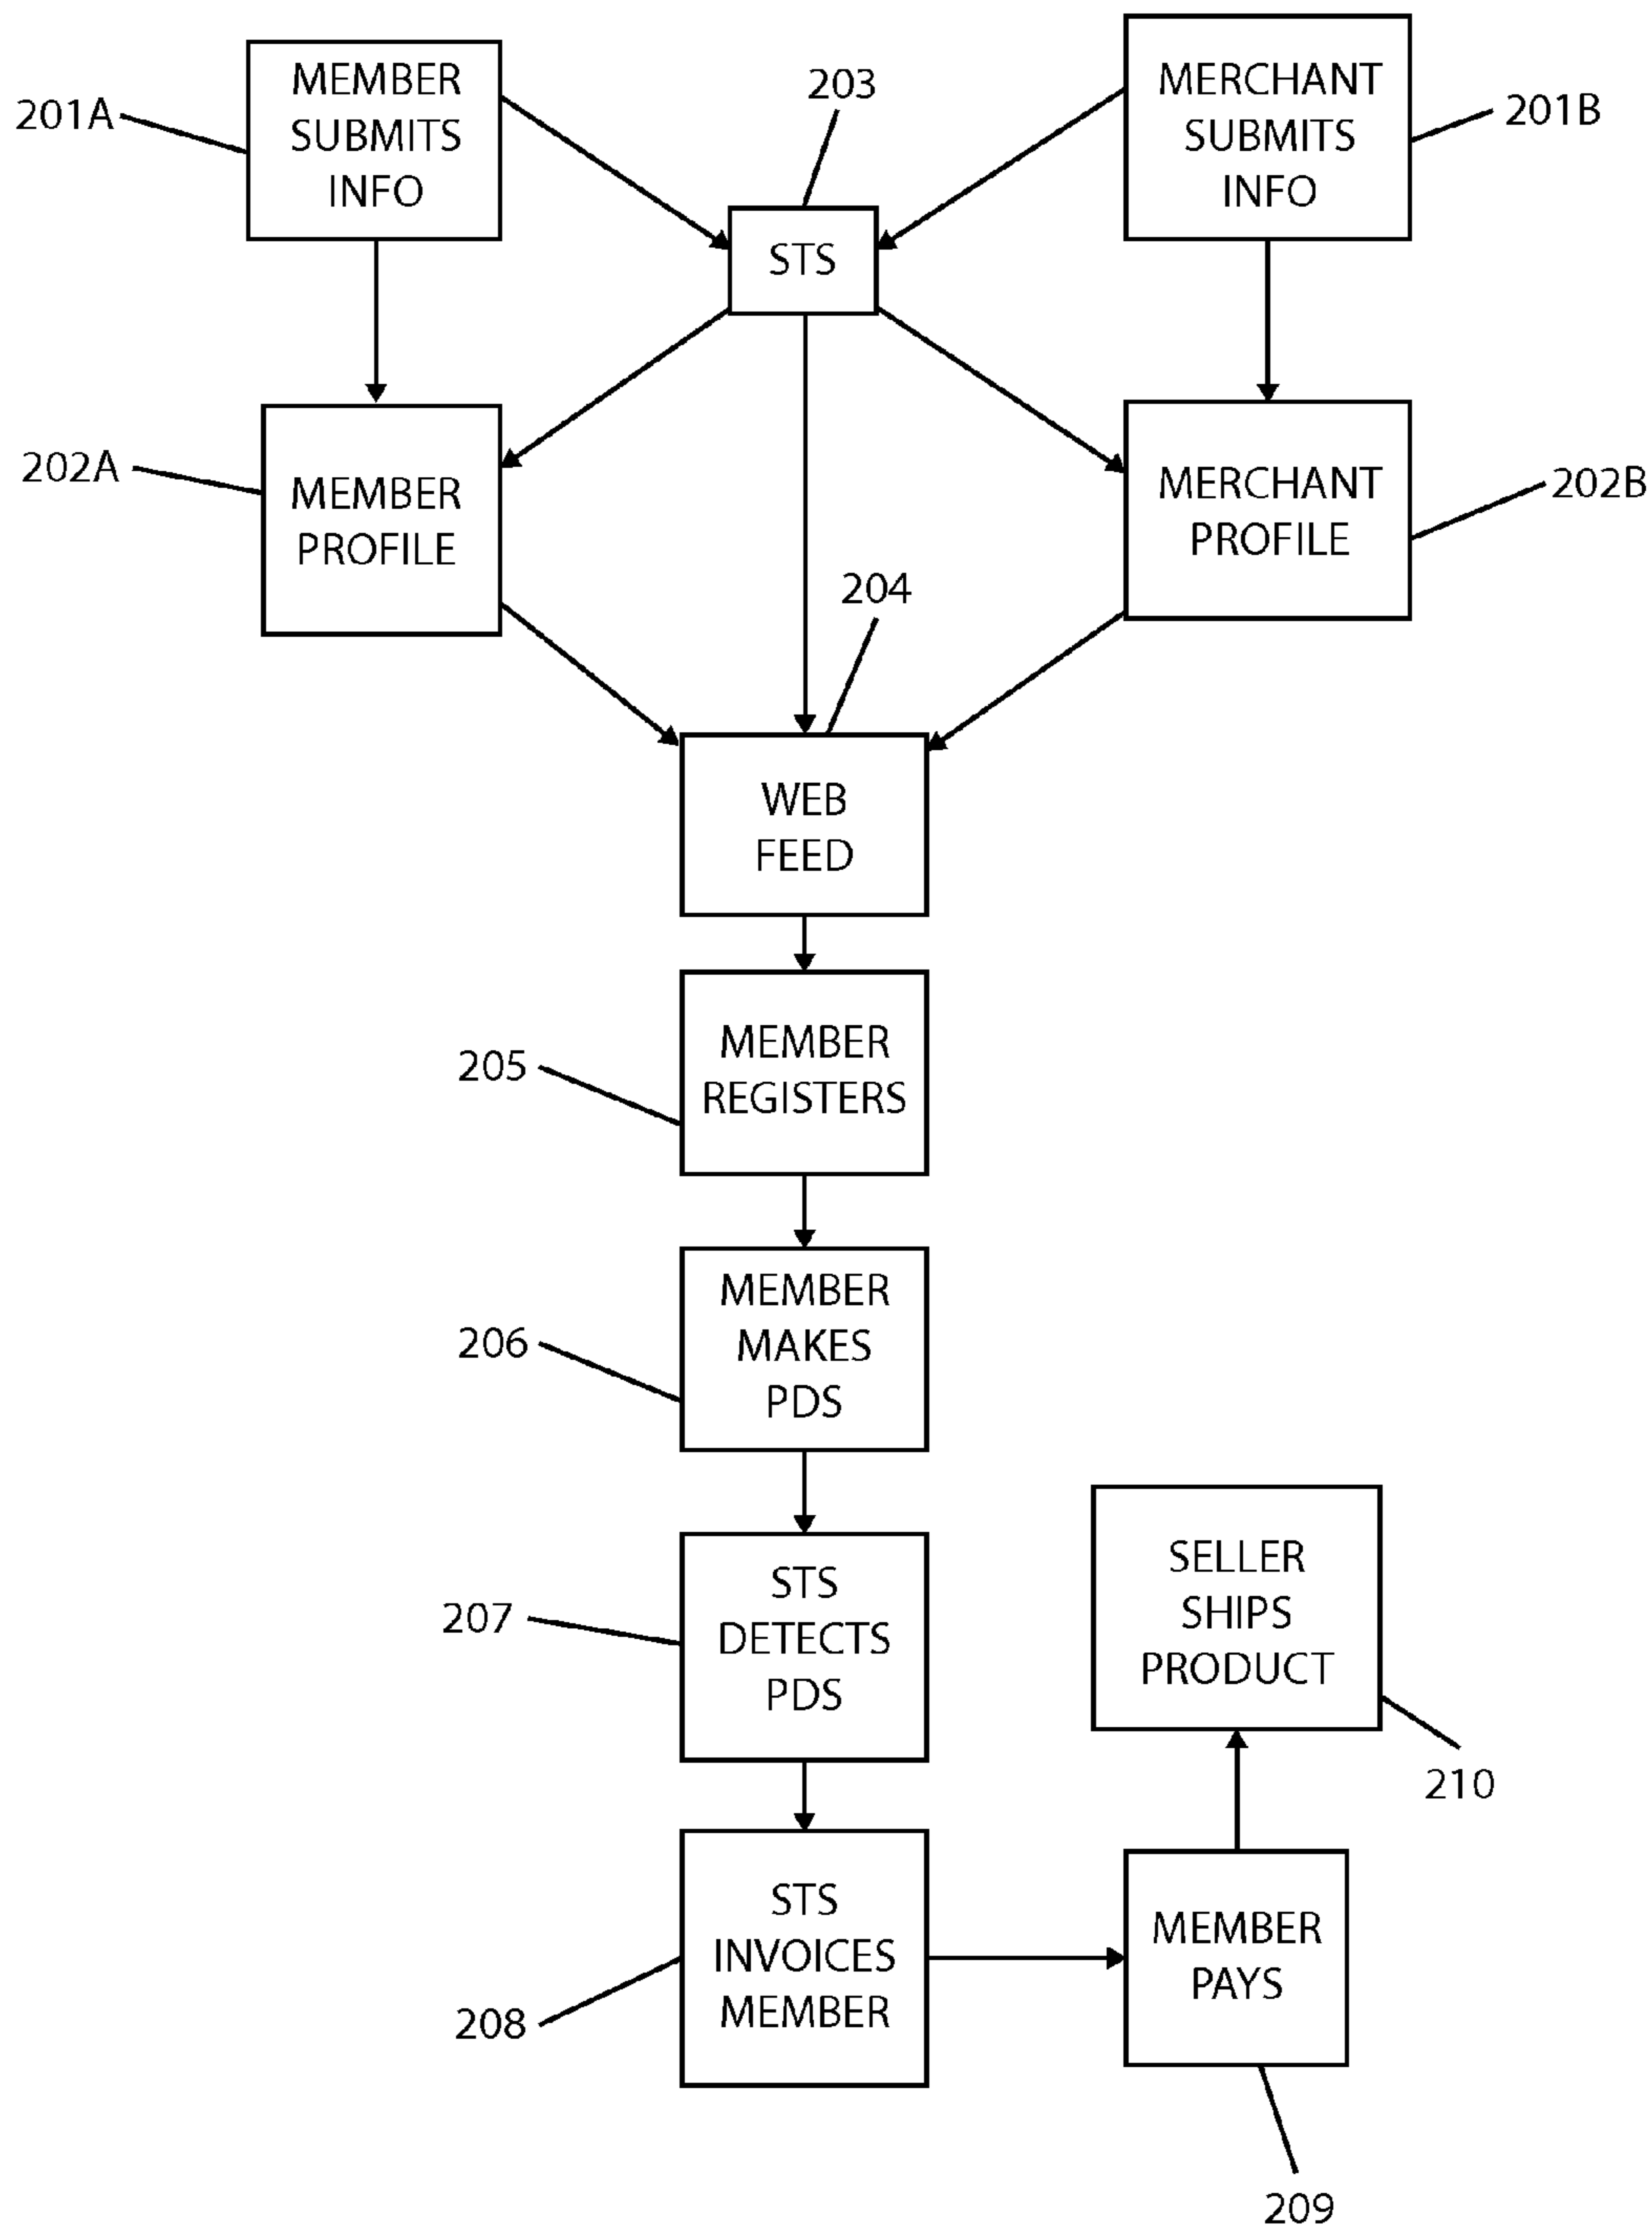 201A
MEMBER
SUBMITS
INFO
203
MERCHANT
SUBMITS
INFO
201B
STS
202A
MEMBER
PROFILE
MERCHANT
PROFILE
202B
204
WEB
FEED
205
MEMBER
REGISTERS
206
MEMBER
MAKES
PDS
207
STS
DETECTS
PDS
SELLER
SHIPS
PRODUCT
210
208
STS
INVOICES
MEMBER
MEMBER
PAYS
209